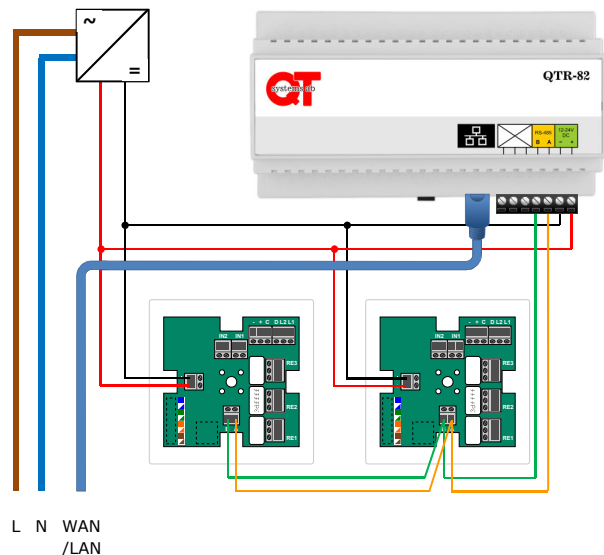 ~
=
QT
systems lab
QTR-82
RS-485
B A
12-24V
DC
- +
- + C D L2 L1
IN2 IN1
RE3
RE2
RE1
- + C D L2 L1
IN2 IN1
RE3
RE2
RE1
L N WAN
/LAN